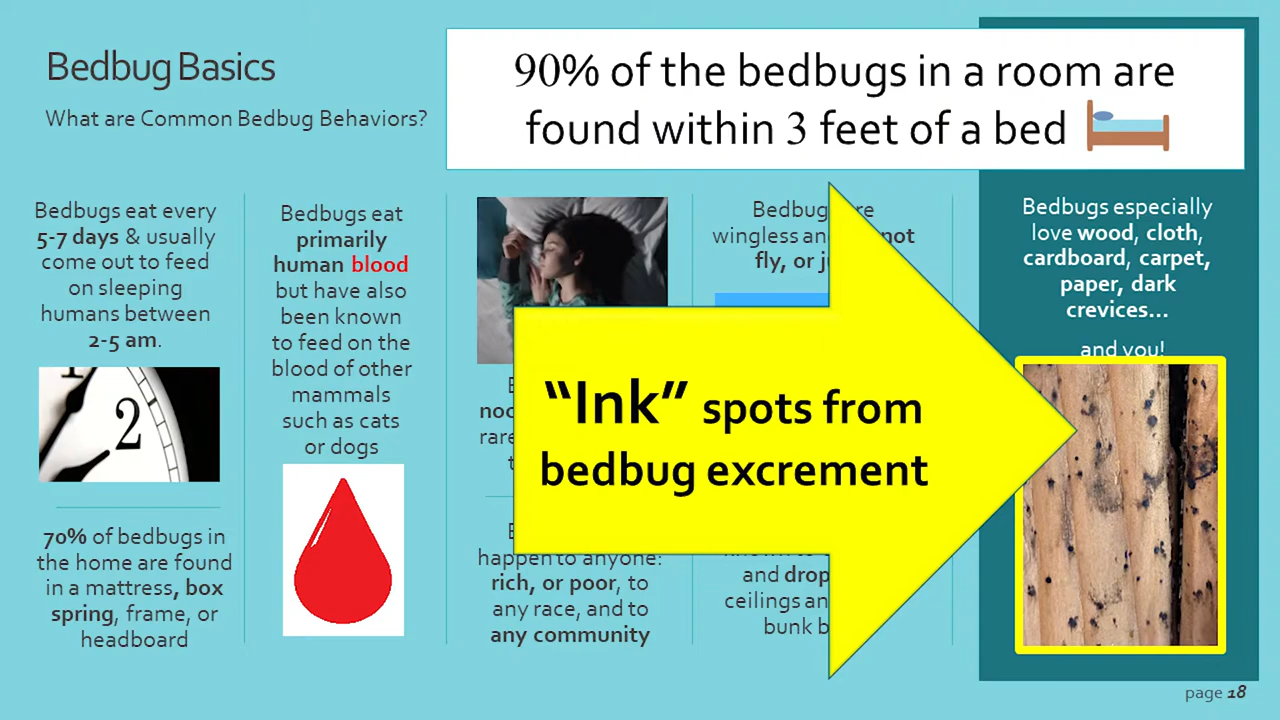 Bedbug Basics
What are Common Bedbug Behaviors?
90% of the bedbugs in a room are
found within 3 feet of a bed
Bedbugs eat every
5-7 days & usually
come out to feed
on sleeping
humans between
2-5 am.
2
70% of bedbugs in
the home are found
in a mattress, box
spring, frame, or
headboard
Bedbugs eat
primarily
human blood
but have also
been known
to feed on the
blood of other
mammals
such as cats
or dogs
happen to anyone:
rich, or poor, to
any race, and to
any community
wingless
fly, or
and drop
ceilings
“Ink” spots from
bedbug excrement
Bedbugs especially
love wood, cloth,
cardboard, carpet,
paper, dark
crevices...
and you!
page 18